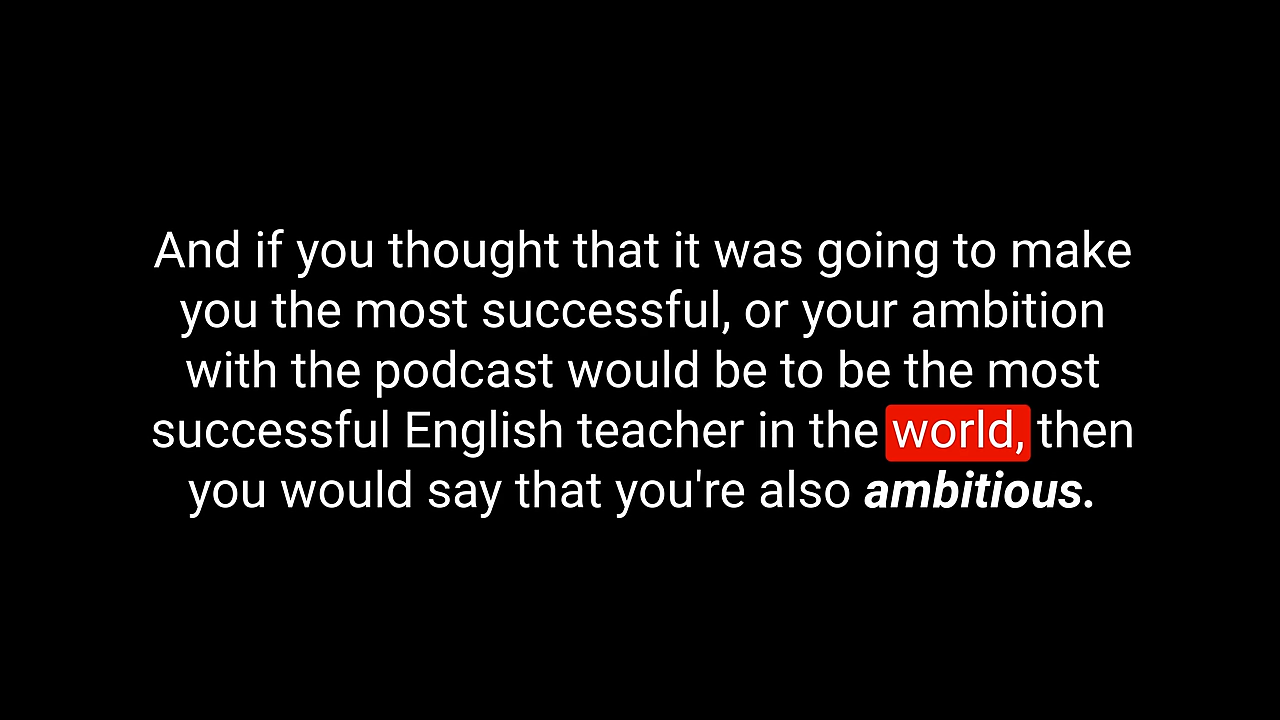 And if you thought that it was going to make
you the most successful, or your ambition
with the podcast would be to be the most
successful English teacher in the world, then
you would say that you're also ambitious.